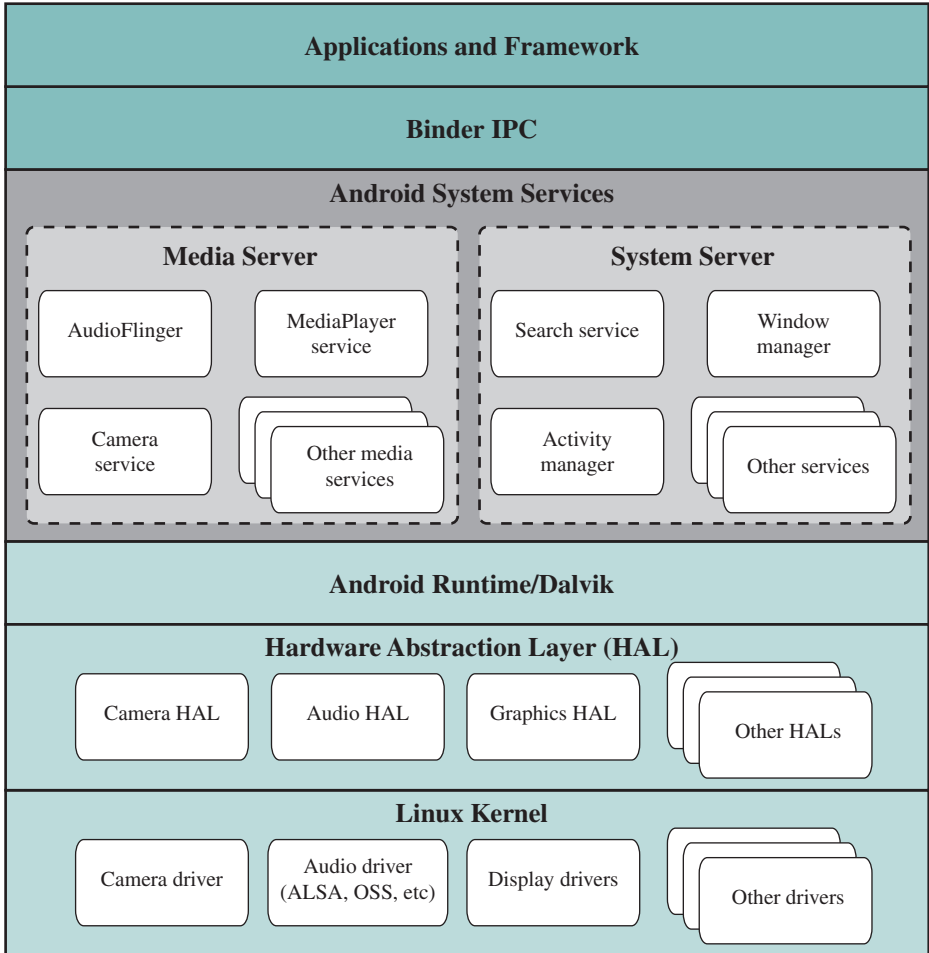 Applications and Framework
Binder IPC
Android System Services
Media Server
AudioFlinger
MediaPlayer
service
Camera
service
Other media
services
System Server
Search service
Window
manager
Activity
manager
Other services
Android Runtime/Dalvik
Hardware Abstraction Layer (HAL)
Camera HAL
Audio HAL
Graphics HAL
Other HALs
Linux Kernel
Camera driver
Audio driver
(ALSA, OSS, etc)
Display drivers
Other drivers